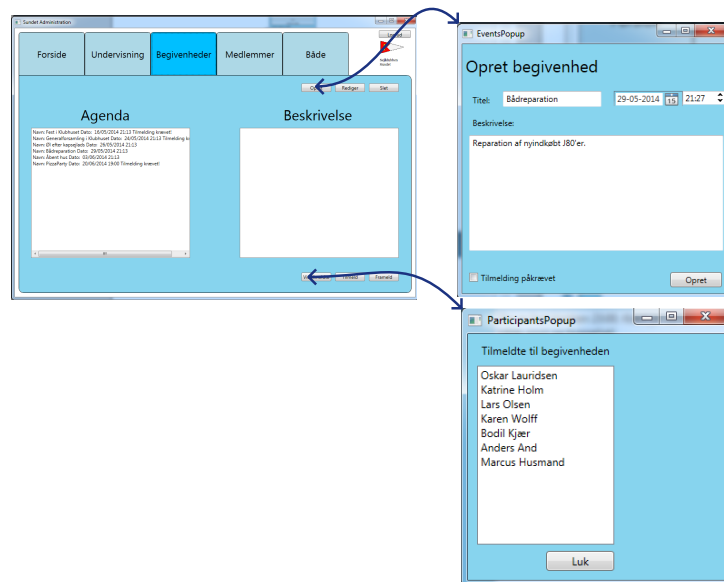 Sundet Administration
Forside
Undervisning
Begivenheder
Medlemmer
Både
Sejlklubben
Sundet
Rediger
Slet
Agenda
Beskrivelse
Navn: Fest i Klubhuset Dato: 16/05/2014 21:13 Tilmelding krævet!
Navn: Generalforsamling i Klubhuset Dato: 24/05/2014 21:13 Tilmelding kr
Navn: Øl efter kapsejlads Dato: 26/05/2014 21:13
Navn: Bådreparation Dato: 29/05/2014 21:13
Navn: Åbent hus Dato: 03/06/2014 21:13
Navn: PizzaParty Dato: 20/06/2014 19:00 Tilmelding krævet!
Frameld
EventsPopup
Opret begivenhed
Titel:
Bådreparation
29-05-2014
15
21:27
Beskrivelse:
Reparation af nyindkøbt J80'er.
Tilmelding påkrævet
Opret
ParticipantsPopup
Tilmeldte til begivenheden
Oskar Lauridsen
Katrine Holm
Lars Olsen
Karen Wolff
Bodil Kjær
Anders And
Marcus Husmand
Luk